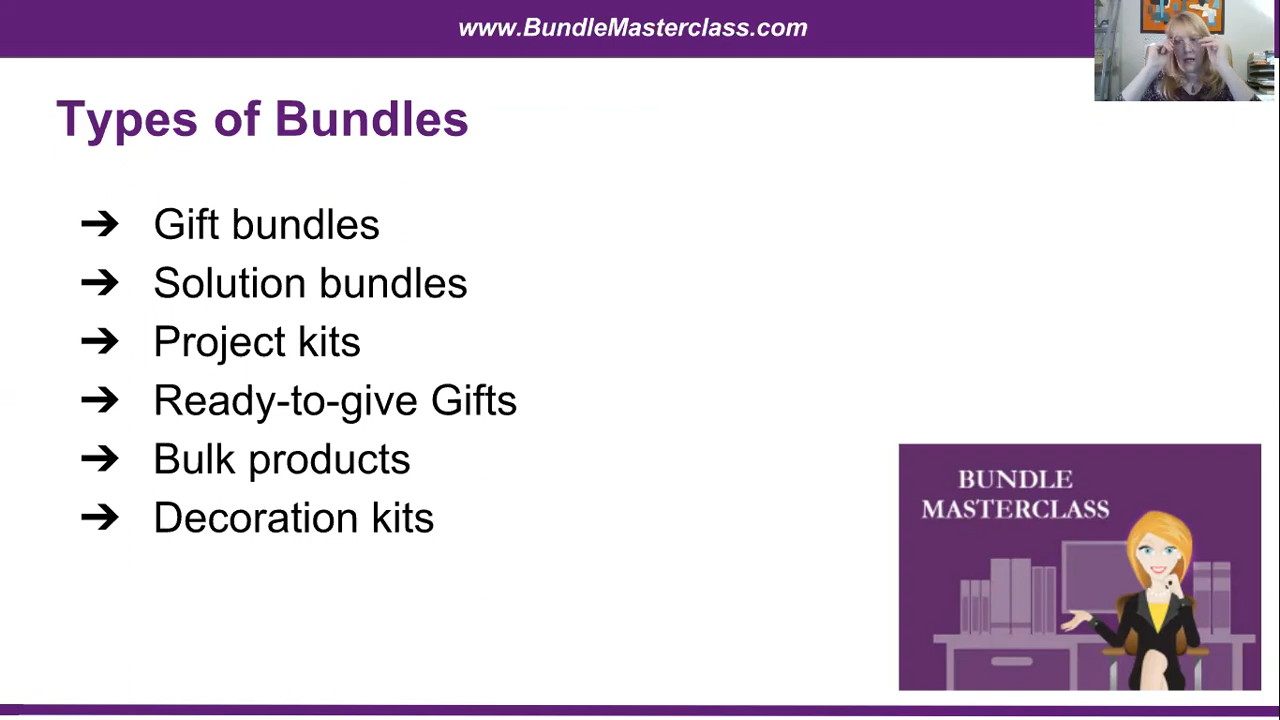 www.BundleMasterclass.com
Types of Bundles
➔ Gift bundles
➔ Solution bundles
➔ Project kits
➔ Ready-to-give Gifts
➔ Bulk products
➔ Decoration kits
BUNDLE
MASTERCLASS